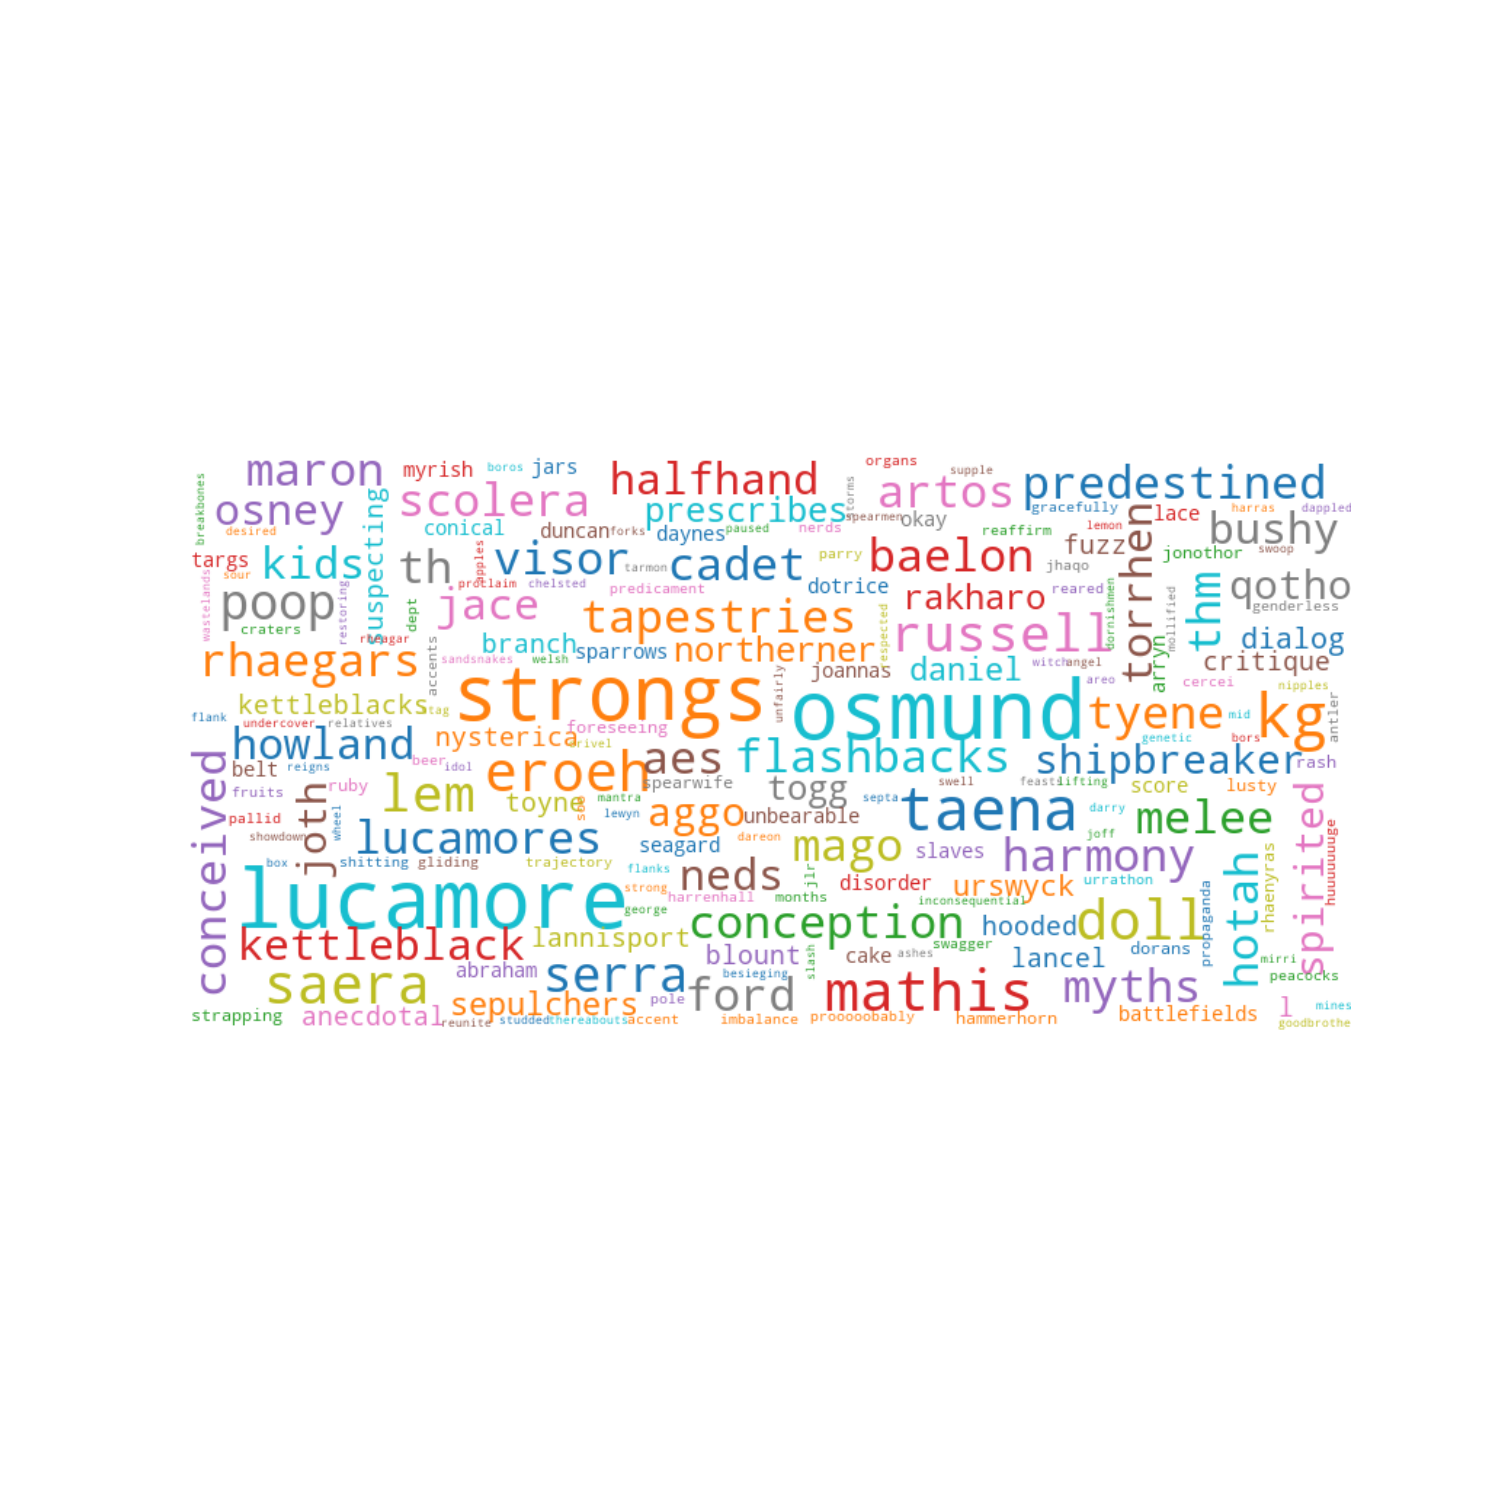 maron
myrish
boros
jars
halfhand
organs
supple
predestined
breakbones
osney
suspecting
scolera
prescribes
storms
artos
gracefully
lace
harras
dappled
desired
conical
duncan
forks
daynes
paused
nerds
spearmen
okay
reaffirm
lemon
torrhen
bushy
targs
kids
th
apples
visor
tarmon
cadet
parry
baelon
jhaqo
fuzz
jonothor
swoop
sour
wastelands
poop
restoring
dept
proclaim
chelsted
jace
predicament
dotrice
rakharo
reared
dornishmen
mollified
thm
qotho
genderless
craters
rheagar
accents
tapestries
respected
russell
arryn
dialog
rhaegars
sandsnakes
branch
welsh
sparrows
northerner
joannas
daniel
witch
angel
areo
cercei
critique
nipples
flank
kettleblacks
stag
strongs
unfairly
osmund
tyene
mid
kg
antler
undercover
relatives
howland
nysterica
foreseeing
drivel
genetic
bors
conceived
belt
reigns
beer
idol
eroeh
aes
flashbacks
shipbreaker
rash
fruits
ruby
lem
toyne
mantra
spearwife
togg
septa
swell
feasts
lifting
score
lusty
spirited
pallid
joth
wheel
lewyn
aggo
unbearable
taena
darry
melee
huuuuuuuge
showdown
lucamores
seagard
dareon
mago
slaves
harmony
joff
hotah
rhaenyras
box
shitting
gliding
trajectory
flanks
neds
jlr
disorder
urswyck
urrathon
lucamore
strong
george
harrenhall
months
inconsequential
propaganda
kettleblack
lannisport
conception
hooded
doll
saera
abraham
serra
blount
besieging
slash
cake
ashes
swagger
lancel
dorans
mirri
peacocks
strapping
anecdotal
sepulchers
pole
ford
mathis
myths
l
mines
reunite
studded
thereabouts
accent
imbalance
prooooobably
hammerhorn
battlefields
goodbrothe